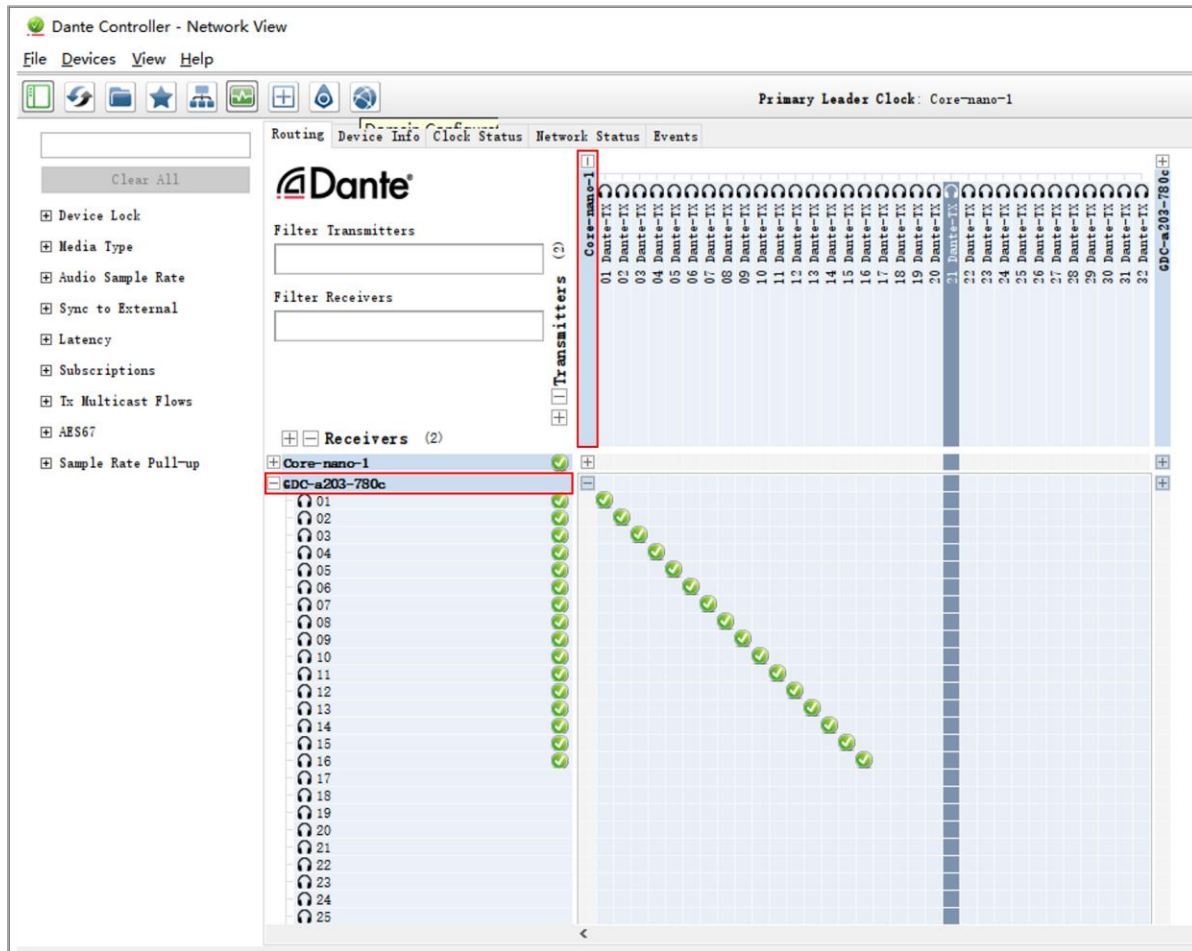 Dante Controller - Network View
File Devices View Help
Primary Leader Clock: Core-nano-1
Routing Device Info Clock Status Network Status Events
Clear All
Device Lock
Media Type
Audio Sample Rate
Sync to External
Latency
Subscriptions
Tx Multicast Flows
AES67
Sample Rate Pull-up
Dante®
Filter Transmitters
Filter Receivers
Transmitters (2)
Receivers (2)
Core-nano-1
01 Dante-TX
02 Dante-TX
03 Dante-TX
04 Dante-TX
05 Dante-TX
06 Dante-TX
07 Dante-TX
08 Dante-TX
09 Dante-TX
10 Dante-TX
11 Dante-TX
12 Dante-TX
13 Dante-TX
14 Dante-TX
15 Dante-TX
16 Dante-TX
17 Dante-TX
18 Dante-TX
19 Dante-TX
20 Dante-TX
21 Dante-TX
22 Dante-TX
23 Dante-TX
24 Dante-TX
25 Dante-TX
26 Dante-TX
27 Dante-TX
28 Dante-TX
29 Dante-TX
30 Dante-TX
31 Dante-TX
32 Dante-TX
GDC-a203-780c
Core-nano-1
GDC-a203-780c
01
02
03
04
05
06
07
08
09
10
11
12
13
14
15
16
17
18
19
20
21
22
23
24
25